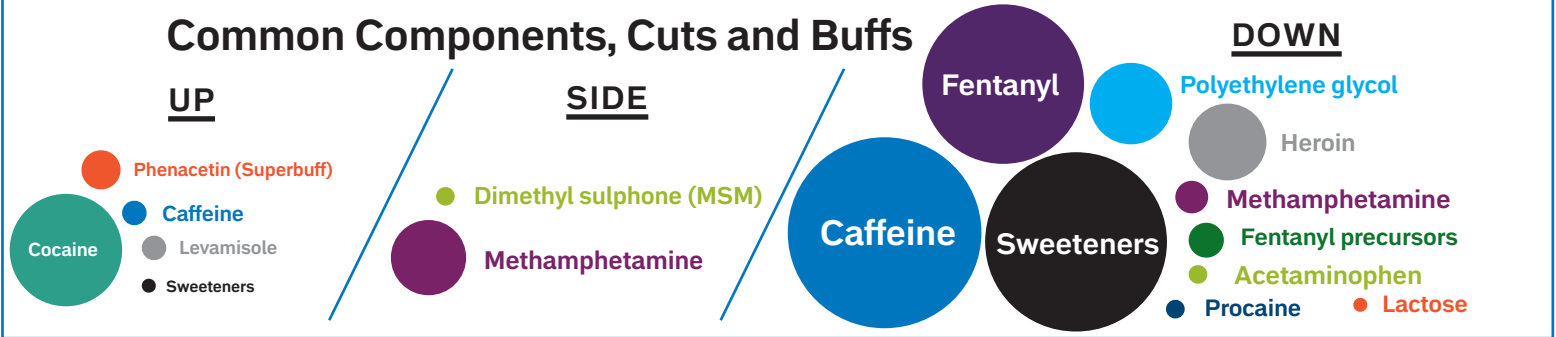 Common Components, Cuts and Buffs
UP
Phenacetin (Superbuff)
Caffeine
Cocaine
Levamisole
Sweeteners
SIDE
Dimethyl sulphone (MSM)
Methamphetamine
DOWN
Fentanyl
Polyethylene glycol
Heroin
Methamphetamine
Caffeine
Sweeteners
Fentanyl precursors
Acetaminophen
Procaine
Lactose